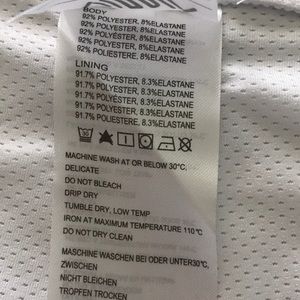 BODY
92% POLYESTER, 8%ELASTANE
92% POLYESTER, 8%ELASTANE
92% POLYESTER, 8%ELASTANE
92% POLYÉSTER, 8%ELASTANE
92% POLIESTERE, 8%ELASTANE
LINING
91.7% POLYESTER, 8.3%ELASTANE
91.7% POLYESTER, 8.3%ELASTANE
91.7% POLYESTER, 8.3%ELASTANE
91.7% POLYÉSTER, 8.3%ELASTANE
91.7% POLIESTERE, 8.3%ELASTANE
MACHINE WASH AT OR BELOW 30°C,
DELICATE
DO NOT BLEACH
DRIP DRY
TUMBLE DRY, LOW TEMP
IRON AT MAXIMUM TEMPERATURE 110°C
DO NOT DRY CLEAN
MASCHINE WASCHEN BEI ODER UNTER30°C,
ZWISCHEN
NICHT BLEICHEN
TROPFEN TROCKEN